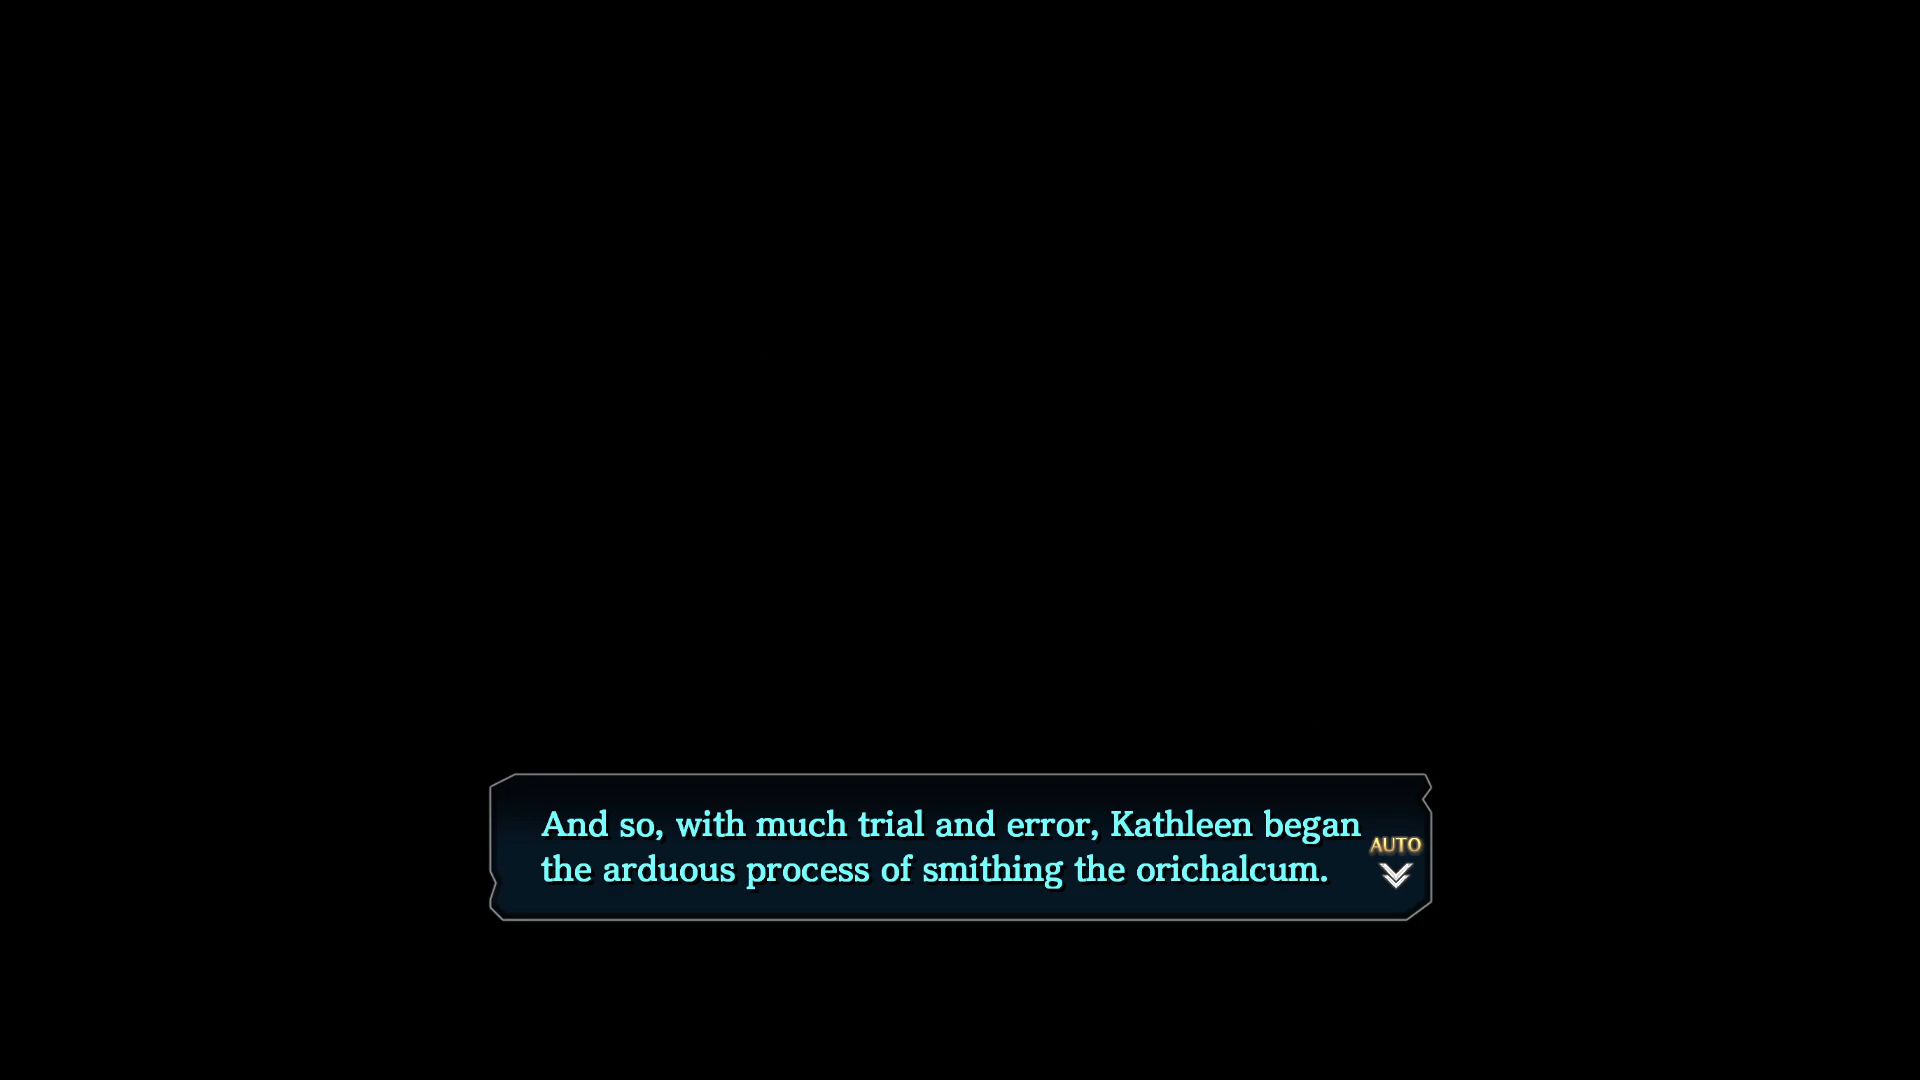 And so, with much trial and error, Kathleen began
the arduous process of smithing the orichalcum.
AUTO